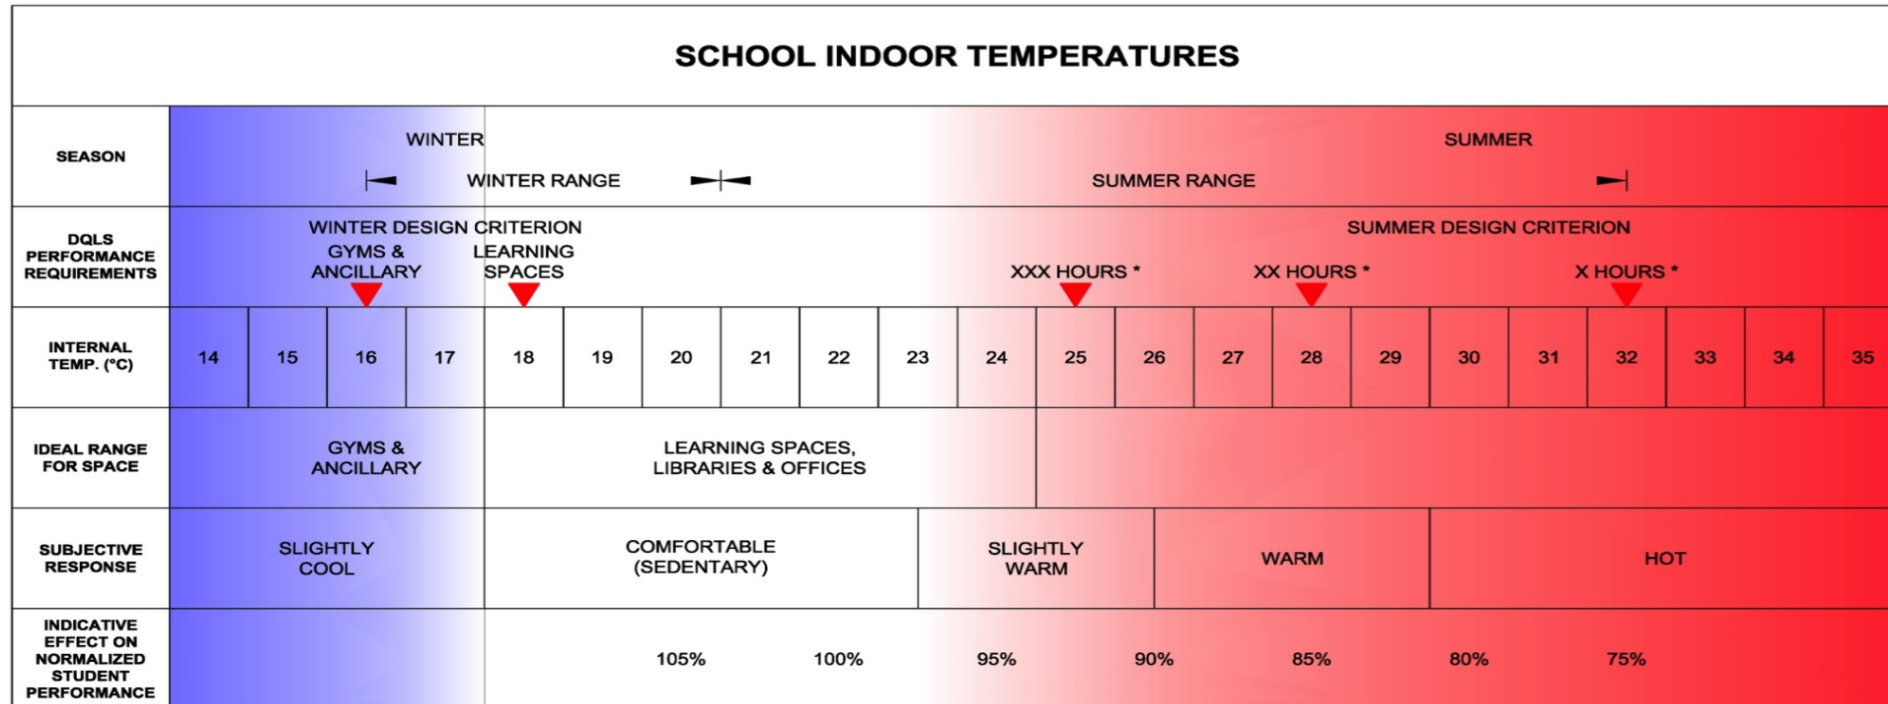 SCHOOL INDOOR TEMPERATURES
SEASON
WINTER
SUMMER
WINTER RANGE
SUMMER RANGE
DQLS
PERFORMANCE
REQUIREMENTS
WINTER DESIGN CRITERION
GYMS &
ANCILLARY
LEARNING
SPACES
SUMMER DESIGN CRITERION
XXX HOURS *
XX HOURS *
X HOURS *
INTERNAL
TEMP. (°C)
14 15 16 17 18 19 20 21 22 23 24 25 26 27 28 29 30 31 32 33 34 35
IDEAL RANGE
FOR SPACE
GYMS &
ANCILLARY
LEARNING SPACES,
LIBRARIES & OFFICES
SUBJECTIVE
RESPONSE
SLIGHTLY
COOL
COMFORTABLE
(SEDENTARY)
SLIGHTLY
WARM
WARM
HOT
INDICATIVE
EFFECT ON
NORMALIZED
STUDENT
PERFORMANCE
105% 100% 95% 90% 85% 80% 75%